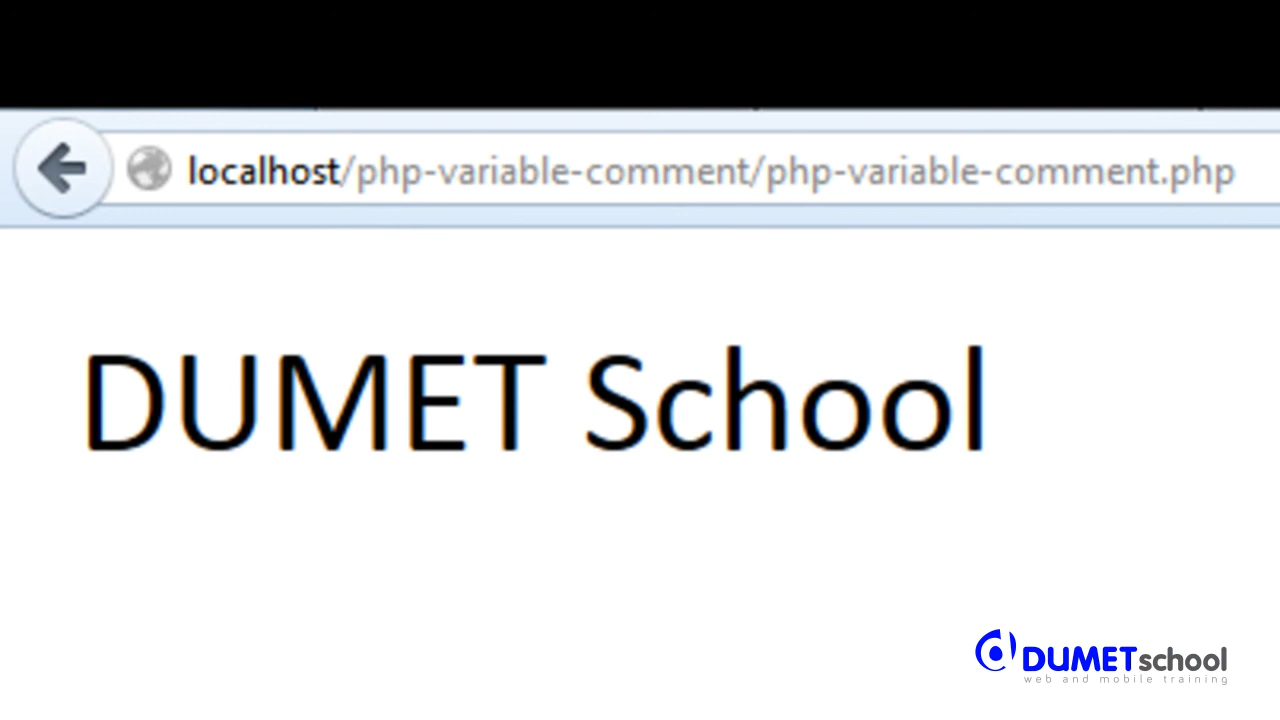 localhost/php-variable-comment/php-variable-comment.php
DUMET School
DUMETschool
web and mobile training